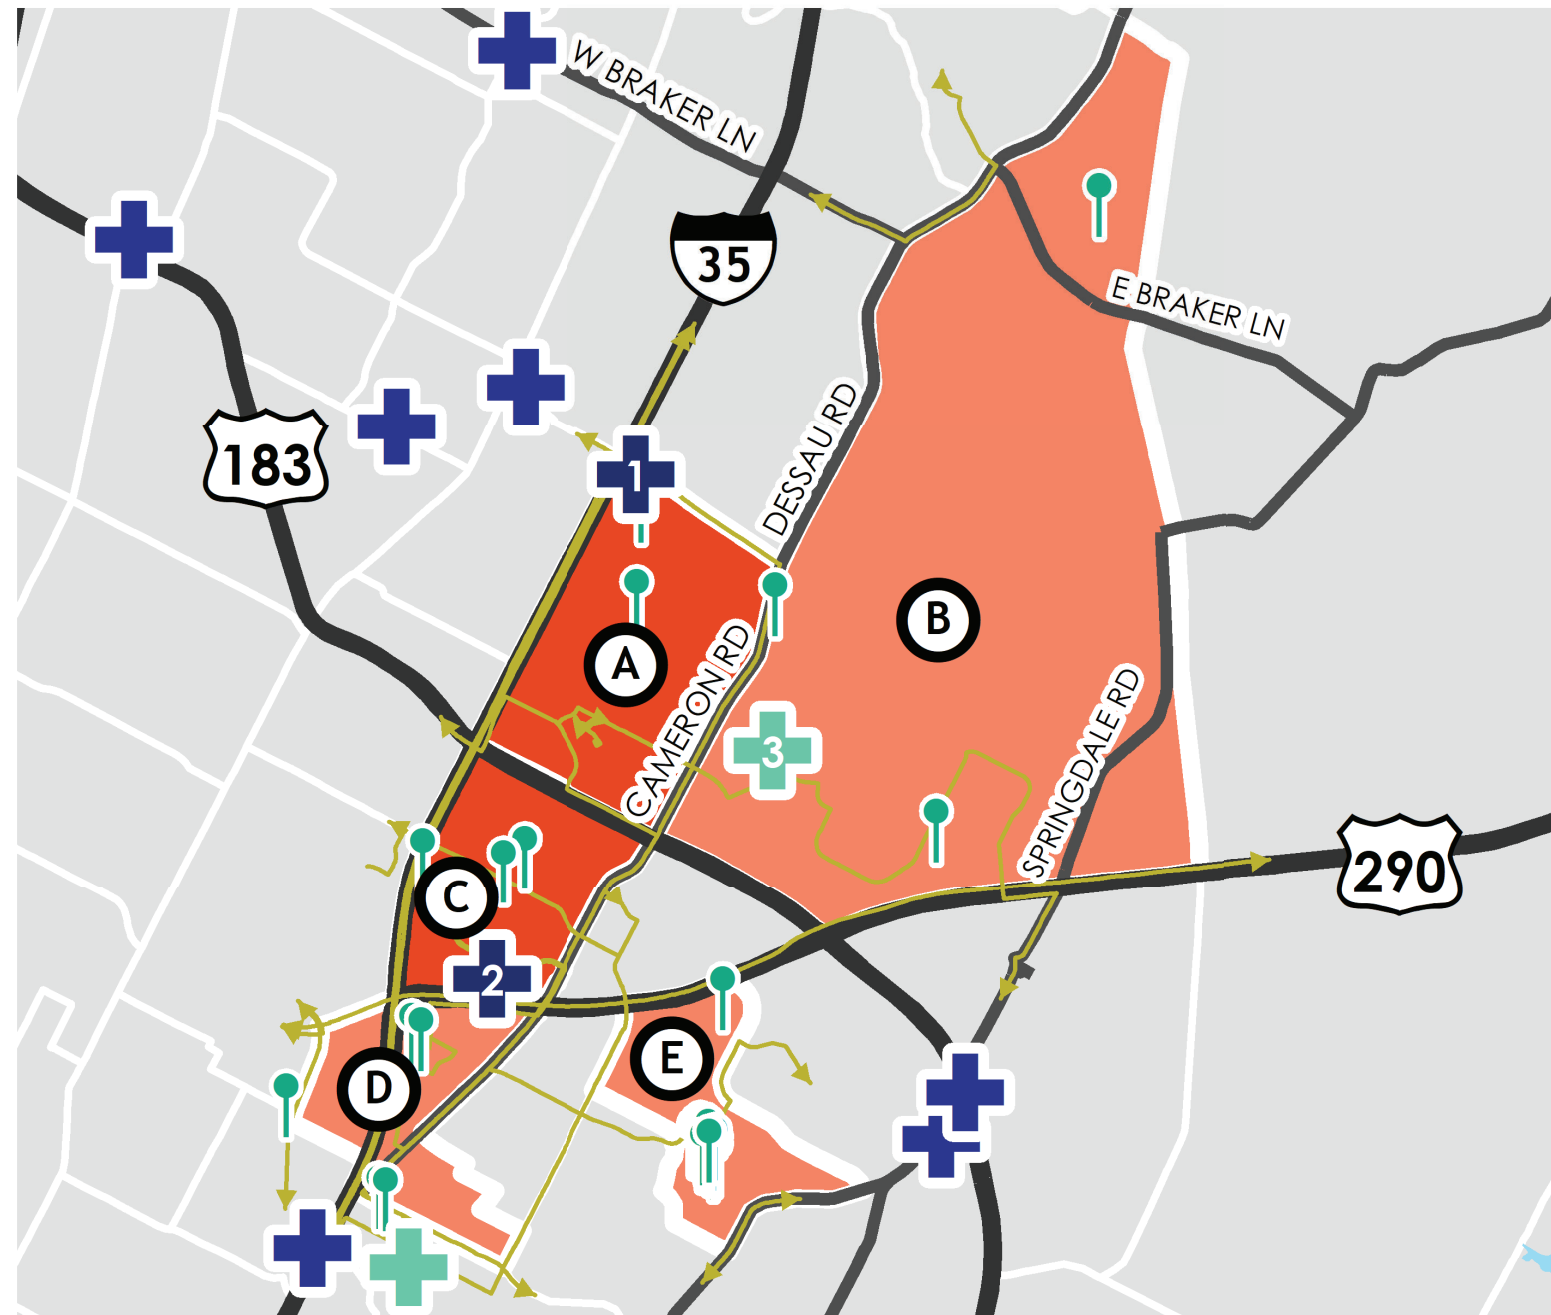 W BRAKER LN
35
E BRAKER LN
183
1
DESSAU RD
B
A
CAMERON RD
3
SPRINGDALE RD
290
C
2
E
D